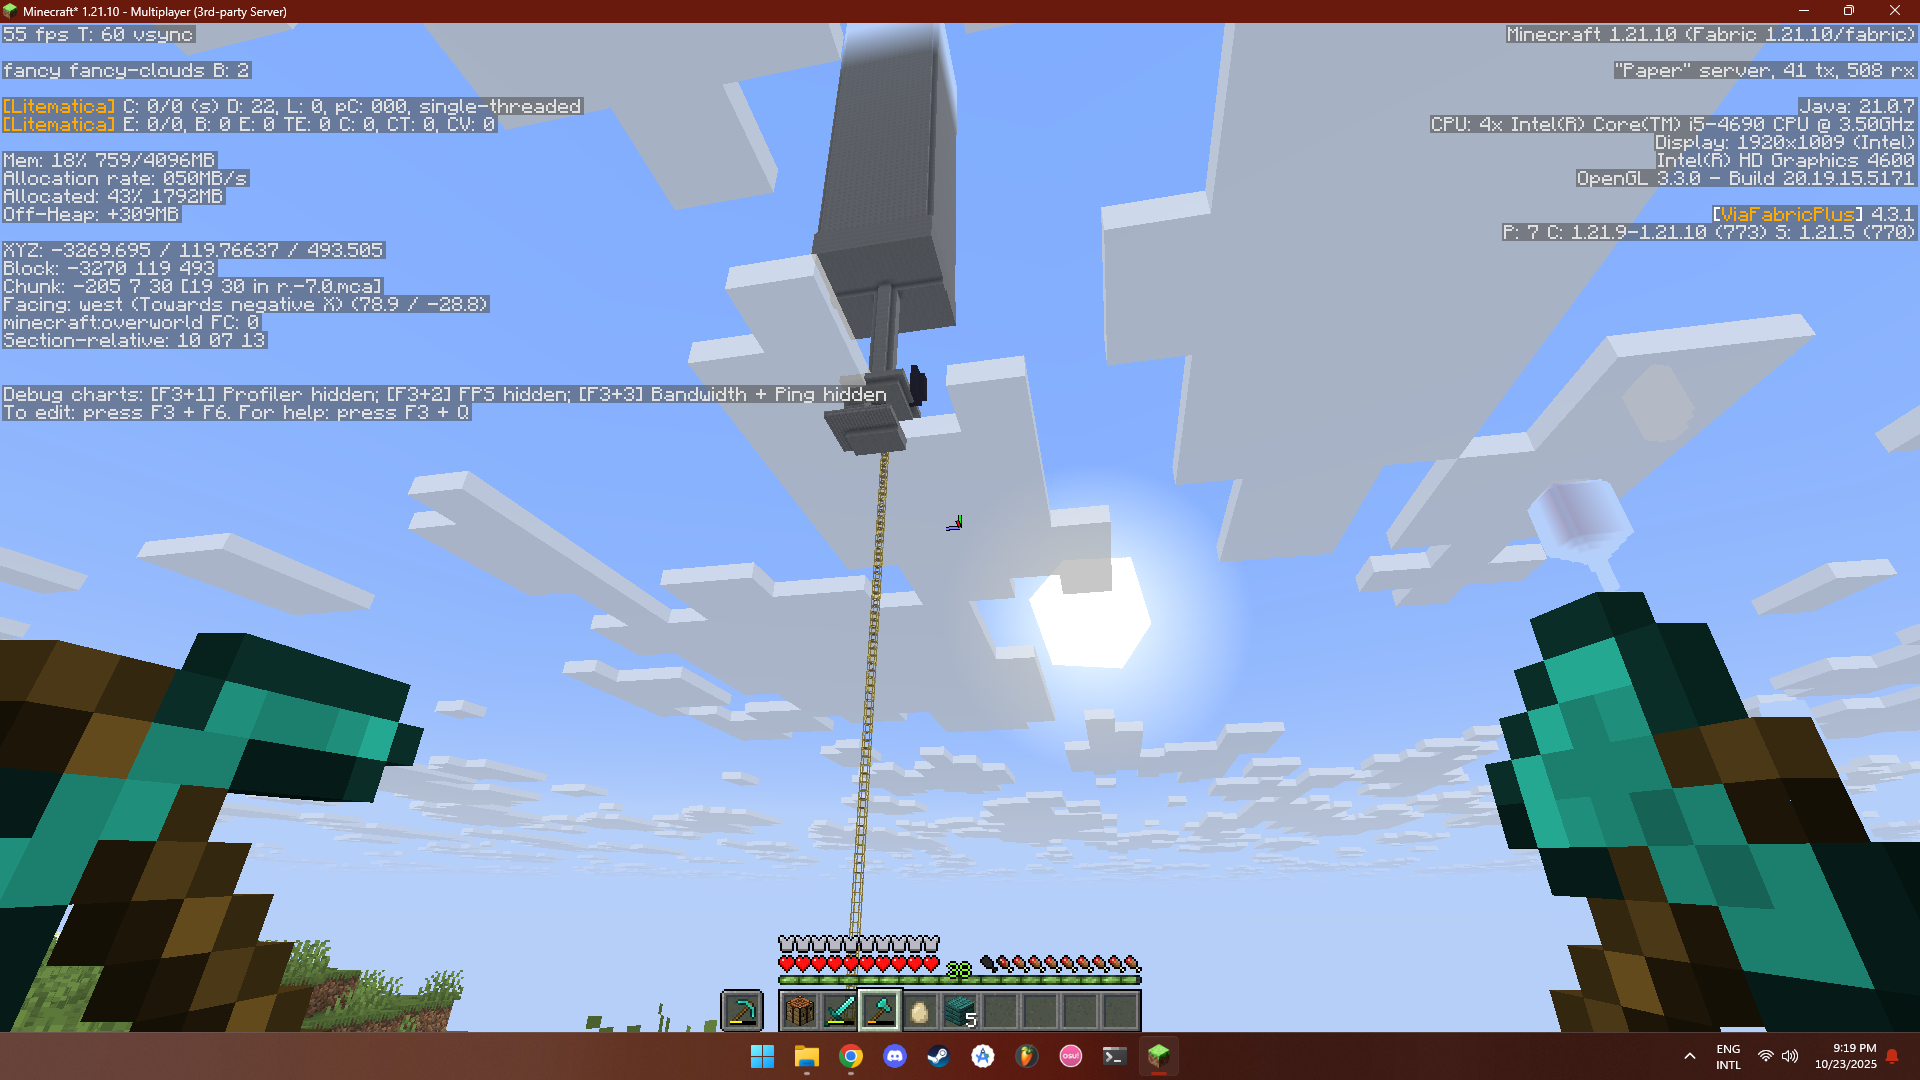 Minecraft* 1.21.10 - Multiplayer (3rd-party Server)
55 fps T: 60 vsync
fancy fancy-clouds B: 2
[Litematica] C: 0/0 (s) D: 22, L: 0, pC: 000, single-threaded
[Litematica] E: 0/0, B: 0 E: 0 TE: 0 C: 0, CT: 0, CV: 0
Mem: 18% 759/4096MB
Allocation rate: 050MB/s
Allocated: 43% 1792MB
Off-Heap: +309MB
XYZ: -3269.695 / 119.76637 / 493.505
Block: -3270 119 493
Chunk: -205 7 30 [19 30 in r.-7.0.mca]
Facing: west (Towards negative X) (78.9 / -28.8)
minecraft:overworld FC: 0
Section-relative: 10 07 13
Debug charts: [F3+1] Profiler hidden; [F3+2] FPS hidden; [F3+3] Bandwidth + Ping hidden
To edit: press F3 + F6. For help: press F3 + Q
Minecraft 1.21.10 (Fabric 1.21.10/fabric)
"Paper" server, 41 tx, 508 rx
Java: 21.0.7
CPU: 4x Intel(R) Core(TM) i5-4690 CPU @ 3.50GHz
Display: 1920x1009 (Intel)
Intel(R) HD Graphics 4600
OpenGL 3.3.0 - Build 20.19.15.5171
[ViaFabricPlus] 4.3.1
P: 7 C: 1.21.9-1.21.10 (773) S: 1.21.5 (770)
38
5
osu!
ENG
INTL
9:19 PM
10/23/2025